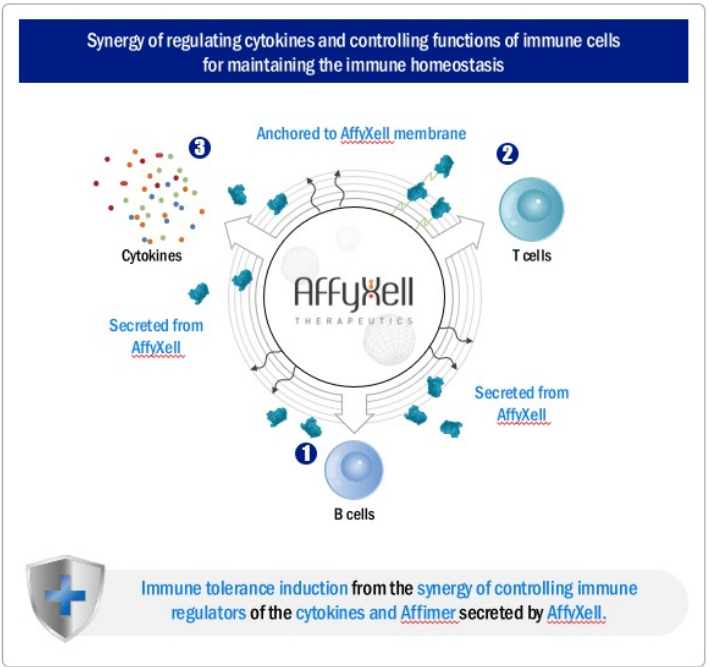 Synergy of regulating cytokines and controlling functions of immune cells
for maintaining the immune homeostasis
Anchored to AffyXell membrane
3
2
Cytokines
T cells
AffyXell
THERAPEUTICS
Secreted from
AffyXell
Secreted from
AffyXell
1
B cells
Immune tolerance induction from the synergy of controlling immune
regulators of the cytokines and Affimer secreted by AffyXell.